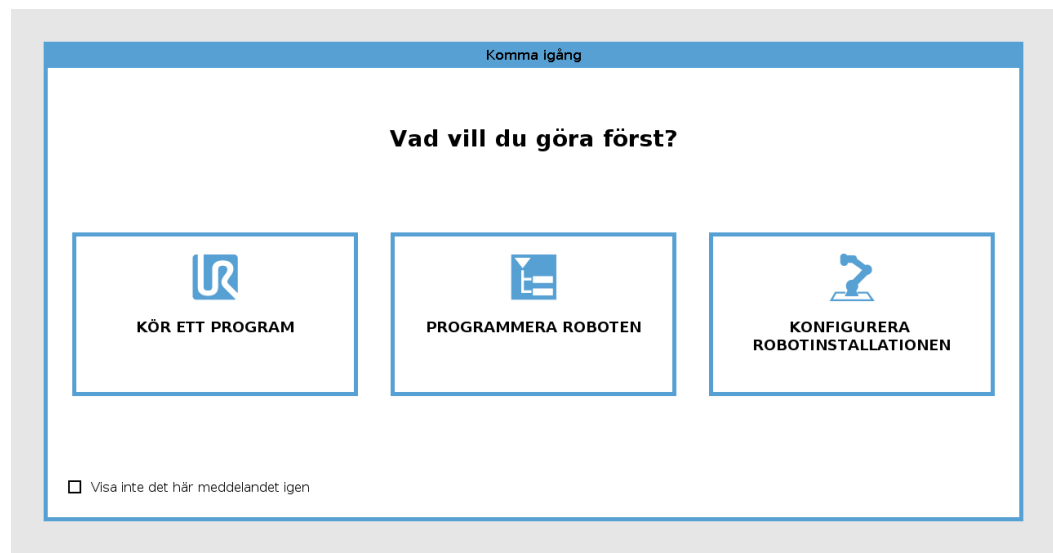 Komma igång
Vad vill du göra först?
KÖR ETT PROGRAM
PROGRAMMERA ROBOTEN
KONFIGURERA
ROBOTINSTALLATIONEN
Visa inte det här meddelandet igen